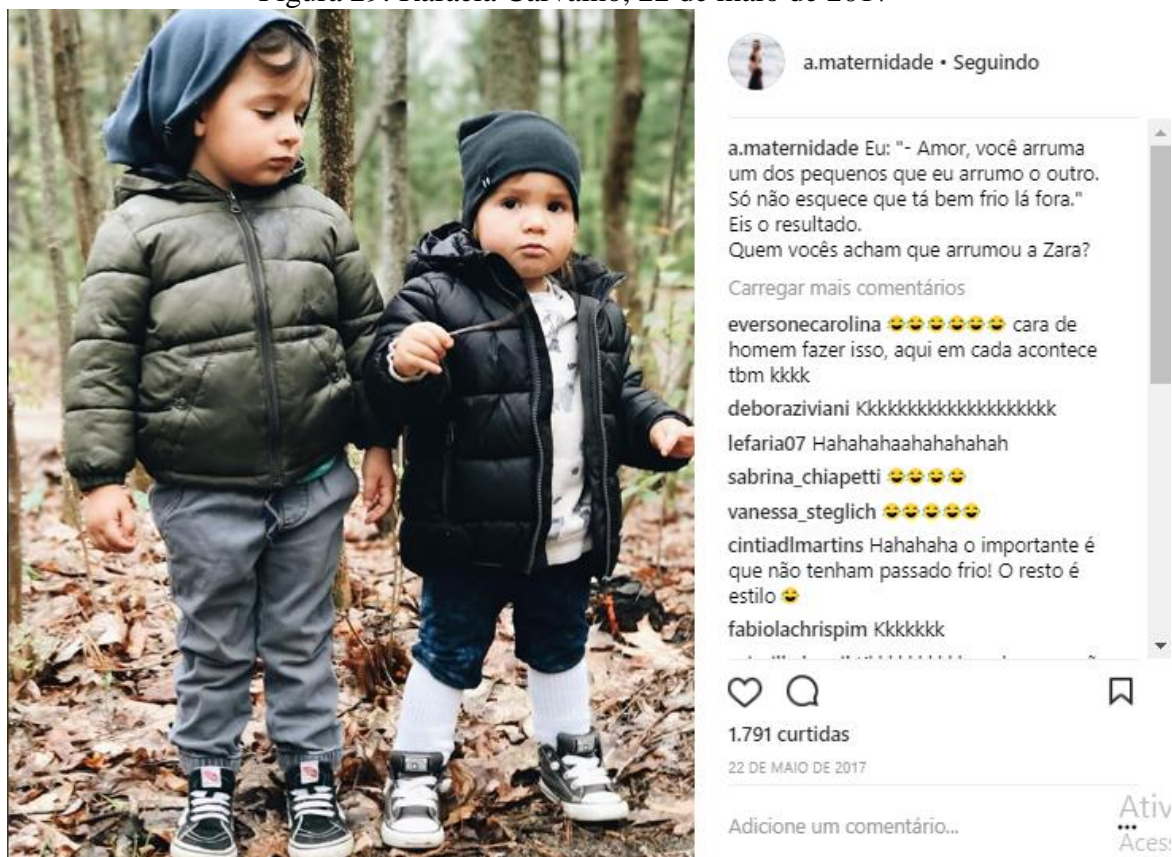 Figura 29: Rafaela Carvalho, 22 de maio de 2017
a.maternidade • Seguindo
a.maternidade Eu: "- Amor, você arruma
um dos pequenos que eu arrumo o outro.
Só não esquece que tá bem frio lá fora."
Eis o resultado.
Quem vocês acham que arrumou a Zara?
Carregar mais comentários
eversonecarolina 😂😂😂😂😂😂 cara de
homem fazer isso, aqui em cada acontece
tbm kkkk
deboraziviani Kkkkkkkkkkkkkkkkkkkk
lefaria07 Hahahahaahahahahah
sabrina_chiapetti 😂😂😂😂
vanessa_steglich 😂😂😂😂😂
cintiadlmartins Hahahaha o importante é
que não tenham passado frio! O resto é
estilo 😂
fabiolachrispim Kkkkkkk
1.791 curtidas
22 DE MAIO DE 2017
Adicione um comentário...
Ativ
Aces